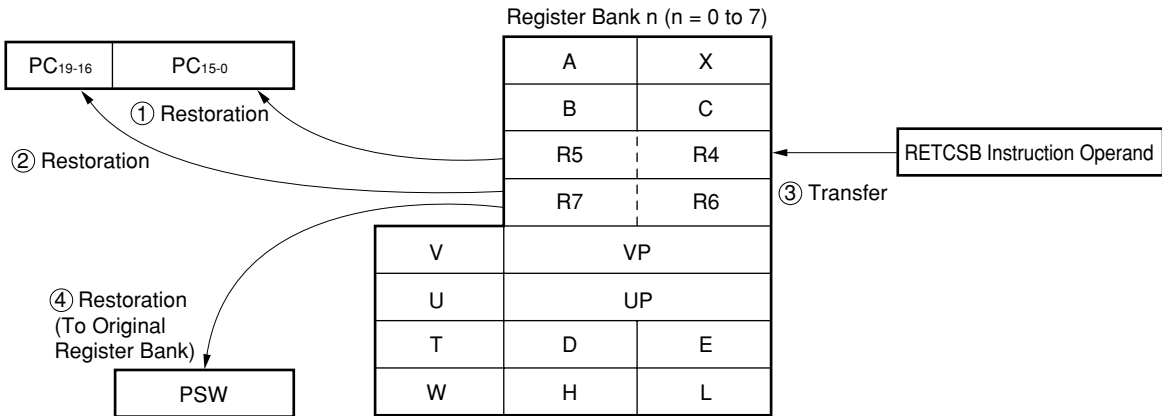 Register Bank n (n = 0 to 7)
PC19-16 PC15-0
A X
① Restoration
B C
② Restoration
R5 R4
RETCSB Instruction Operand
③ Transfer
R7 R6
V VP
④ Restoration
(To Original
Register Bank)
U UP
T D E
PSW
W H L